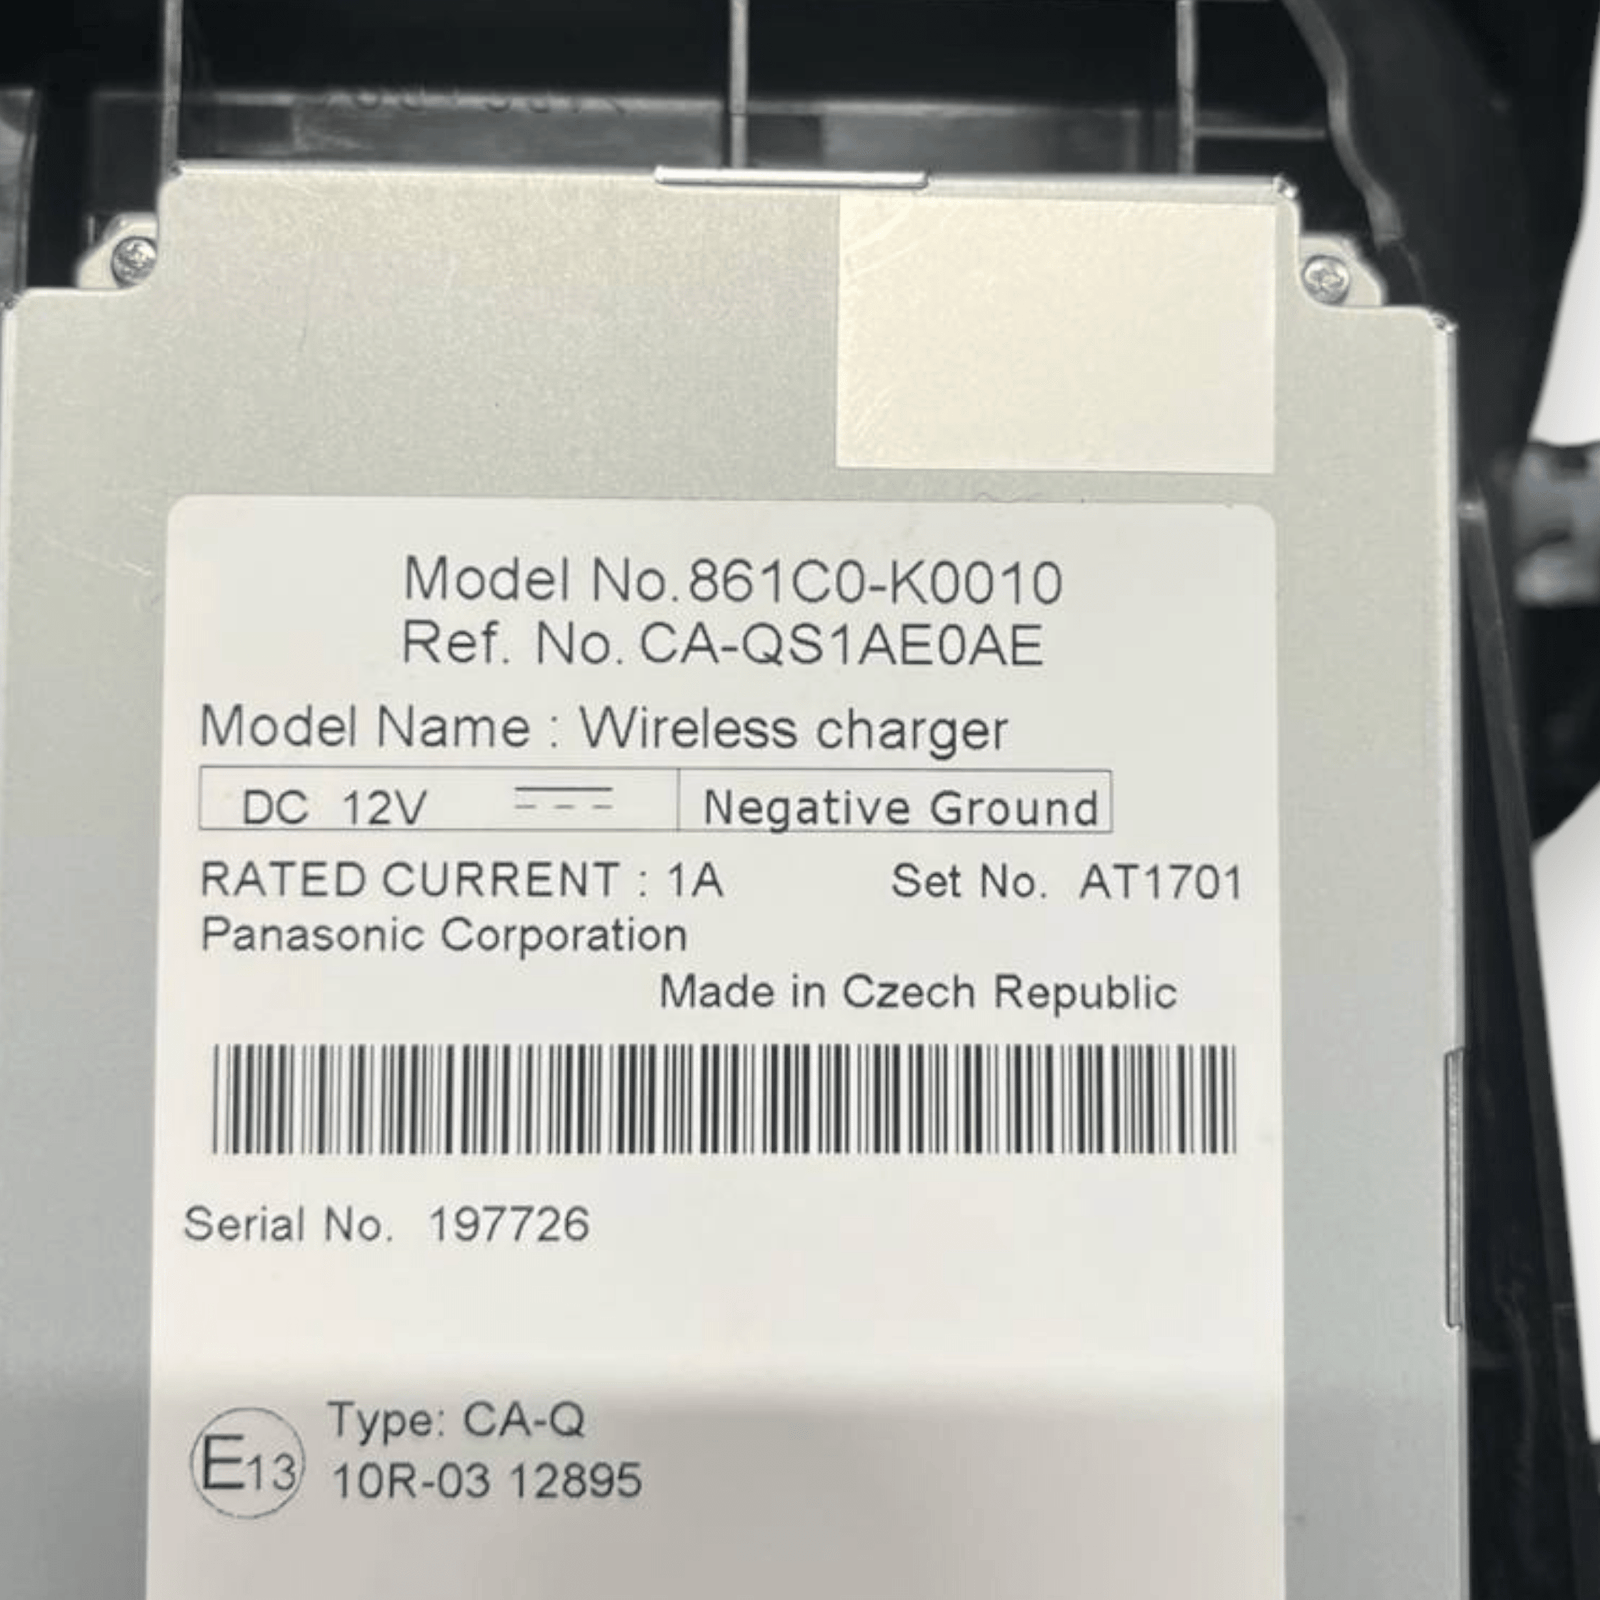 Model No.861C0-K0010
Ref. No. CA-QS1AE0AE
Model Name : Wireless charger
DC 12V
Negative Ground
RATED CURRENT : 1A
Set No. AT1701
Panasonic Corporation
Made in Czech Republic
Serial No. 197726
E13
Type: CA-Q
10R-03 12895